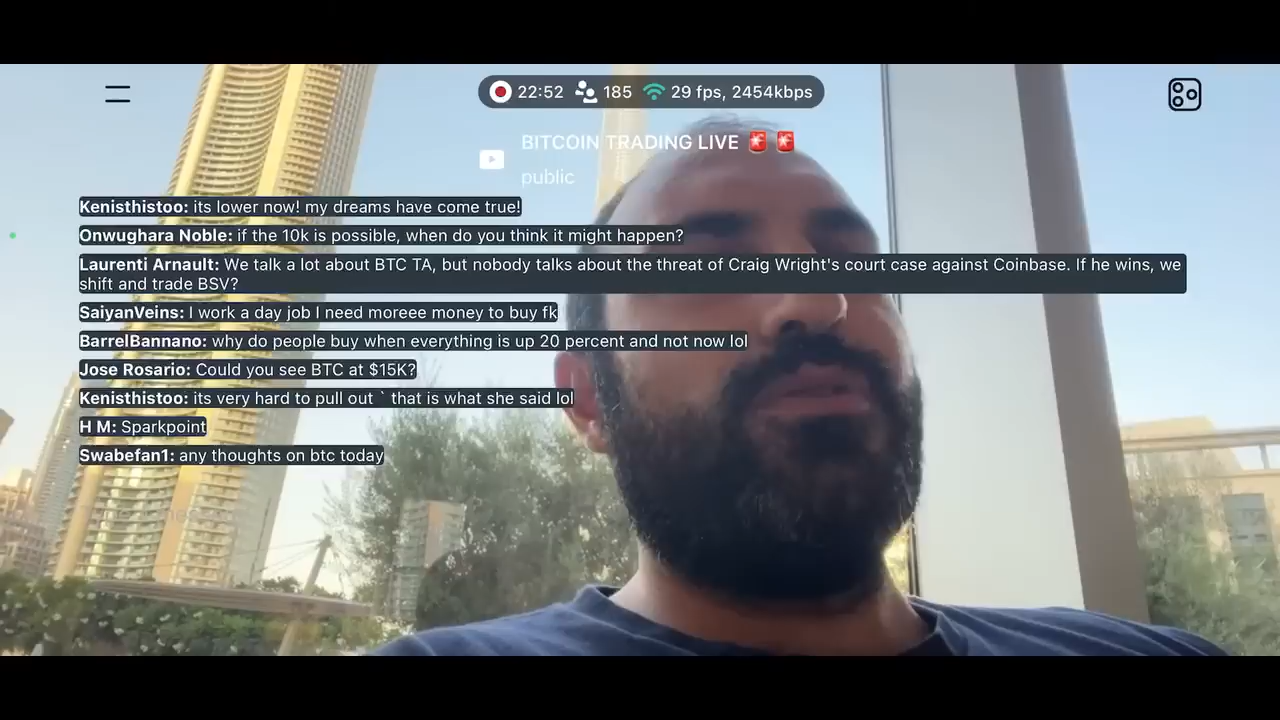 22:52 185 29 fps, 2454kbps
BITCOIN TRADING LIVE 🚨 🚨
public
Kenisthistoo: its lower now! my dreams have come true!
Onwughara Noble: if the 10k is possible, when do you think it might happen?
Laurenti Arnault: We talk a lot about BTC TA, but nobody talks about the threat of Craig Wright's court case against Coinbase. If he wins, we
shift and trade BSV?
SaiyanVeins: I work a day job I need moreee money to buy fk
BarrelBannano: why do people buy when everything is up 20 percent and not now lol
Jose Rosario: Could you see BTC at $15K?
Kenisthistoo: its very hard to pull out ` that is what she said lol
H M: Sparkpoint
Swabefan1: any thoughts on btc today